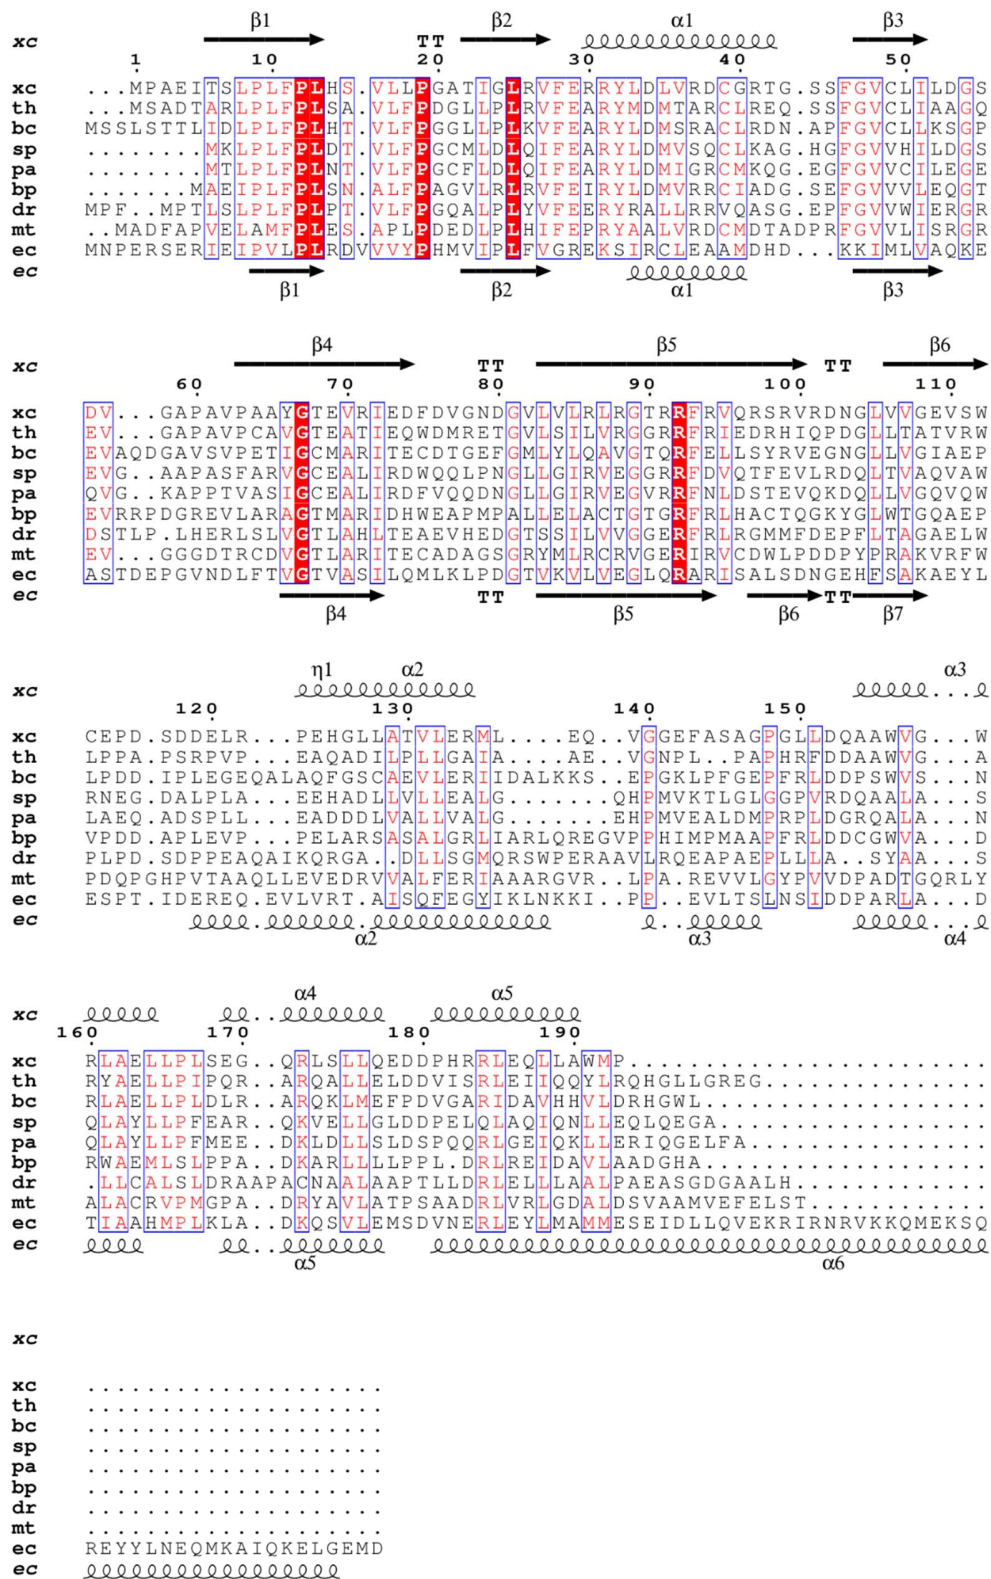 β1 β2 α1 β3
xc TT
1 10 20 30 40 50
xc ...MPAEITSLPLFPLHS.VLLPGATIGLRVFERRYLDLVRDCGRTG.SSFGVCLILDGS
th ...MSADTARLPLFPLSA.VLFPDGLLPLKVFEARYVDMTARCLREQ.SSFGVCLIAAGQ
bc MSSLSTTLIDLPLFPLHT.VLFPGGLLPLKVFEARYLDMSRACLRDN.APFGVCLLKSGP
sp ........MKLPLFPLDT.VLFPGCMLDLQIFEARYLDMVSQCLKAG.HGFGVVHILDGS
pa ........MTLPLFPLNT.VLFPGCFLDLQIFEARYLDMIGRCMKQG.EGFGVVCILEGS
bp .......MAEIPLFPLSN.ALFPAGVLRLRVFEIRYLDMVRRCIADG.SEFGVVVLEQGT
dr MPF..MPTLSLPLFPLPT.VLFPGQALPLYVFEERYRALLRRVQASG.EPFGVVWIERGR
mt ..MADFAPVELAMFPLES.APLPDEDLPLHIFEPRYAALVRDCMDTADPRFGVVLISRGR
ec MNPERSERIEIPVLPLRDVVVYPHMVIPLFVGREKSIRCLEAAMDHD...KKIMLVAQKE
ec β1 β2 α1 β3
β4 β5 β6
xc TT TT
60 70 80 90 100 110
xc DV...GAPAVPAAYGTEVRIEDFDVGNDGVLVLRLRGTRRFRVQRSRVRDNGLVVGEVSW
th EV...GAPAVPCAVGTEATIEQWDMRETGVLSILVRGGRRFRIEDRHIQPDGLLTATVRW
bc EVAQDGAVSVPETIGCMARITECDTGEFGMLYLQAVGTQRFELLSYRVEGNGLLVGIAEP
sp EVG..AAPASFARVGCEALIRDWQQLPNGLLGIRVEGGRRFDVQTFEVLRDQLTVAQVAW
pa QVG..KAPPTVASIGCEALIRDFVQQDNGLLGIRVEGVRRFNLDSTEVQKDQLLVGQVQW
bp EVRRPDGREVLARAGTLARIDHWEAPMPALLELACTGTGRFRLHACTQGKYGLWTGQAEP
dr DSTLP.LHERLSLVGTLAHLTEAEVHEDGTSSILVVGGERFRLRGMMFDEPFLTAGAELW
mt EV...GGGDTRCDVGTLARITECADAGSGRYMLRCRVGERIRVCDWLPDDPYPRAKVRFW
ec ASTDEPGVNDLFTVGTVASILQMLKLPDGTVKVLVEGLQRARISALSDNGEHFSAKAEYL
ec TT TT
β4 β5 β6 β7
η1 α2 α3
xc
120 130 140 150
xc CEPD.SDDELR...PEHGLLATVLERML....EQ..VGGEFASAGPGLLDQAAWVG...W
th LPPA.PSRPVP...EAQADILPLLGAIA....AE..VGNPL..PAPHRFDDAAWVG...A
bc LPDD.IPLEGEQALAQFGSCAEVLERIIDALKKS..EPGKLPFGEPFRLDDPSWVS...N
sp RNEG.DALPLA...EEHADLLVLLEALG.......QHPMVKTLGLGGPVRDQAALA...S
pa LAEQ.ADSPLL...EADDDLVALLVALG.......EHPMVEALDMPRPLDGRQALA...N
bp VPDD.APLEVP...PELARSASALGRLIARLQREGVPPHIMPMAAPFRLDDCGWVA...D
dr PLPD.SDPPEAQAIKQRGA..DLLSGMQRSWPERAAVLRQEAPAEPLLLA..SYAA...S
mt PDQPGHPVTAAQLLEVEDRVVALFERIAAARGVR..LPA.REVVLGYPVVDPADTGQRLY
ec ESPT.IDEREQ.EVLVRT.AISQFEGYIKLNKKI..PP..EVLTSLNSIDDPARLA...D
ec α2 α3 α4
α4 α5
xc
160 170 180 190
xc RLAELLPLSEG..QRLSLLQEDDPHRRLEQLLAWMP........................
th RYAELLPIPQR..ARQALLELDDVISRLEIIQQYLRQHGLLGREG...............
bc RLAELLPLDLR..ARQKLMEFPDVGARIDAVHHVLDRHGWL...................
sp QLAYLLPFEAR..RQKVELLGLDDPELQLAQIQNLLEQLQEGA.................
pa QLAYLLPFMEE..DKLDLLSLDSPQQRLGEIQKLLERIQGELFA................
bp RWAEMLSLPPA..DKARLLLLPPL.DRLREIDAVLAADGHA...................
dr .LLCALSLDRAAPACNAALAAPTLLDRLELLLAALPAEASGDGAALH.............
mt ALACRVPMGPA..DRYAVLATPSAADRLVRLGDALDSVAAMVEFELST............
ec TIAAHMPLKLA..DKQSVLEMSDVNERLEYLMAMMESEIDLLQVEKRIRNRVKKQMEKSQ
ec α5 α6
xc
xc ....................
th ....................
bc ....................
sp ....................
pa ....................
bp ....................
dr ....................
mt ....................
ec REYYLNEQMKAIQKELGEMD
ec